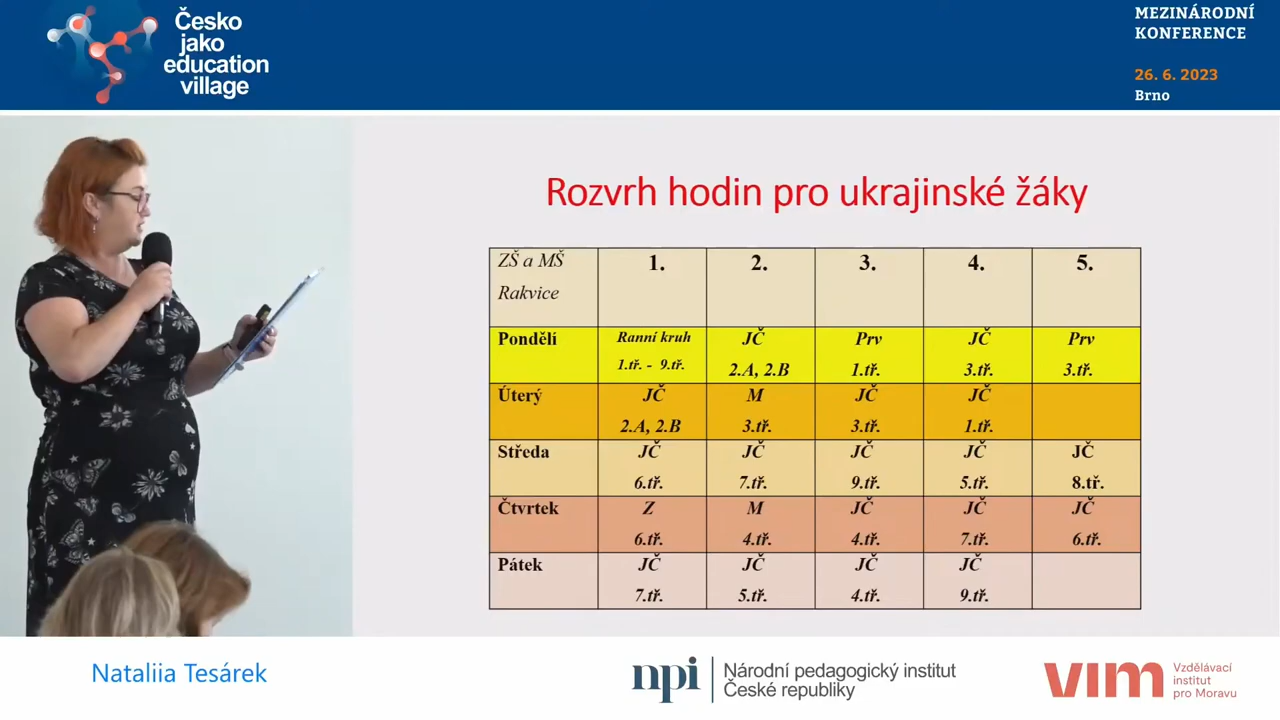 Česko
jako
education
village
MEZINÁRODNÍ
KONFERENCE
26. 6. 2023
Brno
Rozvrh hodin pro ukrajinské žáky
ZŠ a MŠ
Rakvice
1.
2.
3.
4.
5.
Pondělí
Ranní kruh
1.tř. - 9.tř.
JČ
2.A, 2.B
Prv
1.tř.
JČ
3.tř.
Prv
3.tř.
Úterý
JČ
2.A, 2.B
M
3.tř.
JČ
3.tř.
JČ
1.tř.
Středa
JČ
6.tř.
JČ
7.tř.
JČ
9.tř.
JČ
5.tř.
JČ
8.tř.
Čtvrtek
Z
6.tř.
M
4.tř.
JČ
4.tř.
JČ
7.tř.
JČ
6.tř.
Pátek
JČ
7.tř.
JČ
5.tř.
JČ
4.tř.
JČ
9.tř.
Nataliia Tesárek
npi
Národní pedagogický institut
České republiky
vim
Vzdělávací
institut
pro Moravu